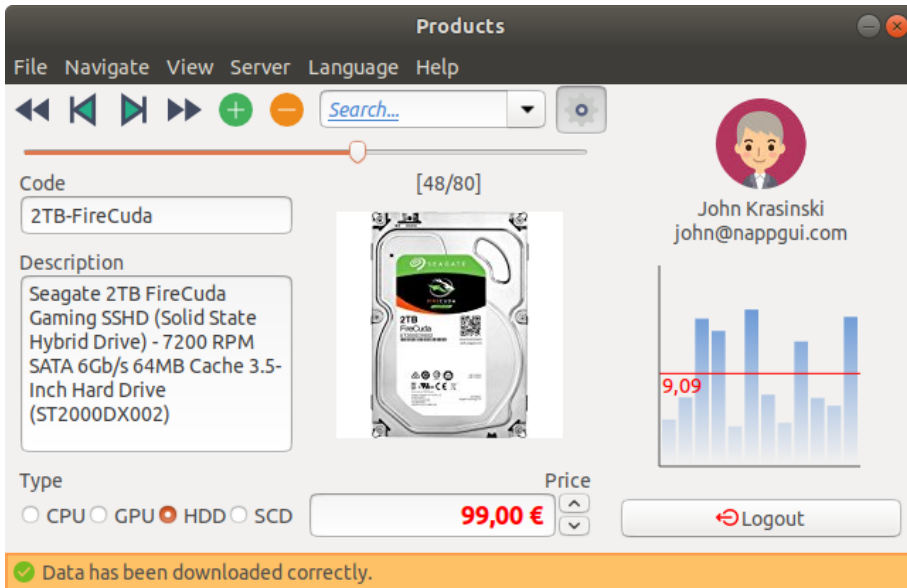 Products
File Navigate View Server Language Help
Search...
Code
[48/80]
2TB-FireCuda
Description
Seagate 2TB FireCuda
Gaming SSHD (Solid State
Hybrid Drive) - 7200 RPM
SATA 6Gb/s 64MB Cache 3.5-
Inch Hard Drive
(ST2000DX002)
SEAGATE
FIRECUDA
2TB
FireCuda
John Krasinski
john@nappgui.com
9,09
Type
CPU GPU HDD SCD
Price
99,00 €
Logout
Data has been downloaded correctly.